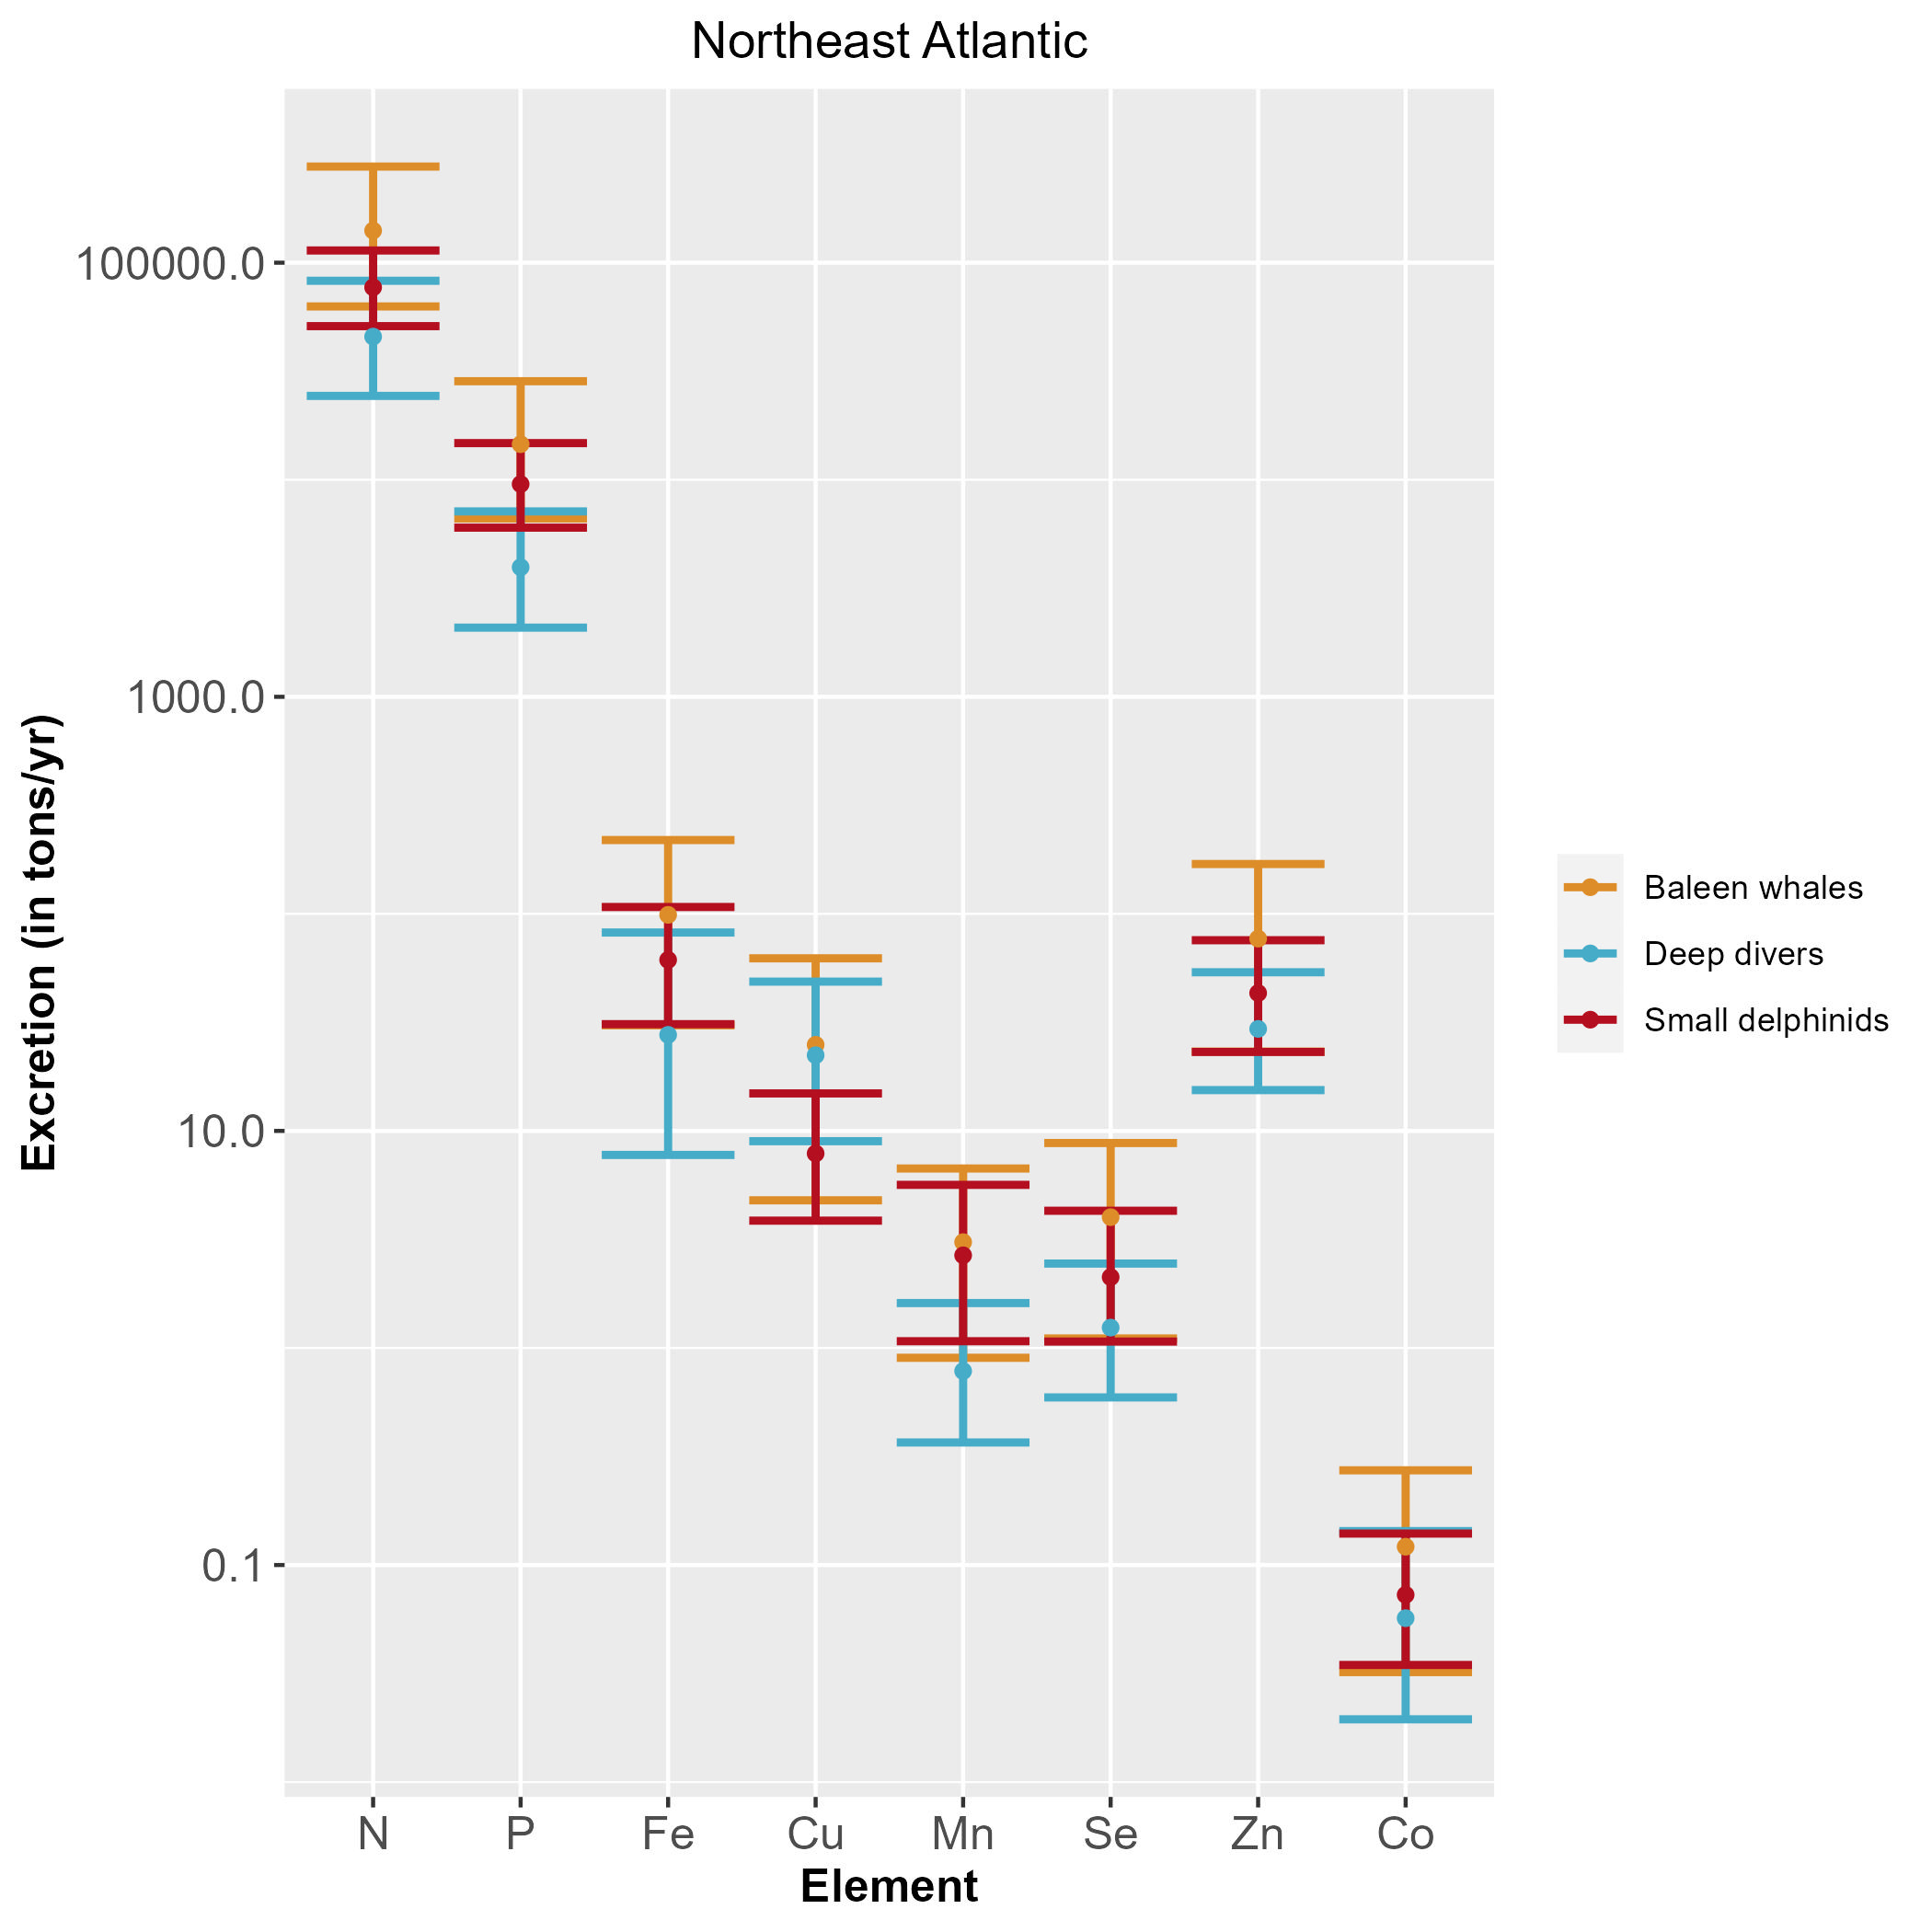 Northeast Atlantic
Excretion (in tons/yr)
100000.0
1000.0
10.0
0.1
N P Fe Cu Mn Se Zn Co
Element
Baleen whales
Deep divers
Small delphinids